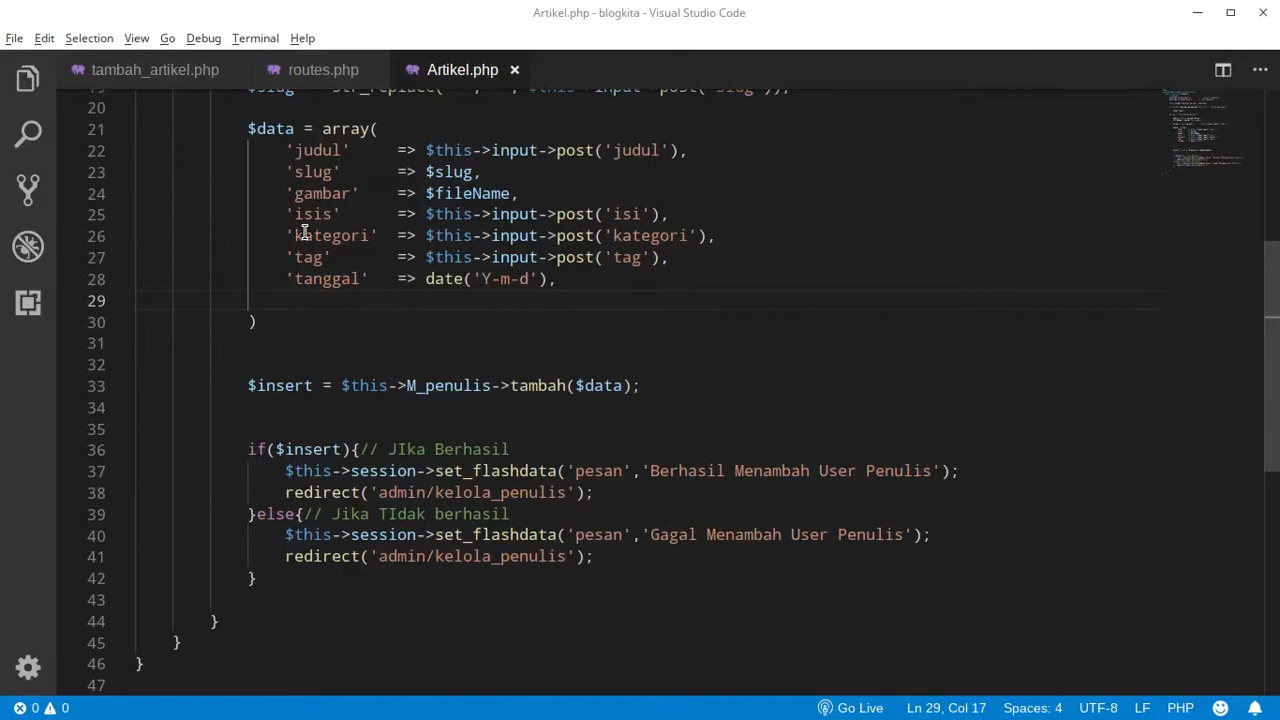 Artikel.php - blogkita - Visual Studio Code
File Edit Selection View Go Debug Terminal Help
tambah_artikel.php routes.php Artikel.php
20
21 $data = array(
22 'judul' => $this->input->post('judul'),
23 'slug' => $slug,
24 'gambar' => $fileName,
25 'isis' => $this->input->post('isi'),
26 'kategori' => $this->input->post('kategori'),
27 'tag' => $this->input->post('tag'),
28 'tanggal' => date('Y-m-d'),
29
30 )
31
32
33 $insert = $this->M_penulis->tambah($data);
34
35
36 if($insert){// JIka Berhasil
37 $this->session->set_flashdata('pesan','Berhasil Menambah User Penulis');
38 redirect('admin/kelola_penulis');
39 }else{// Jika TIdak berhasil
40 $this->session->set_flashdata('pesan','Gagal Menambah User Penulis');
41 redirect('admin/kelola_penulis');
42 }
43
44 }
45 }
46 }
47
0 0 Go Live Ln 29, Col 17 Spaces: 4 UTF-8 LF PHP